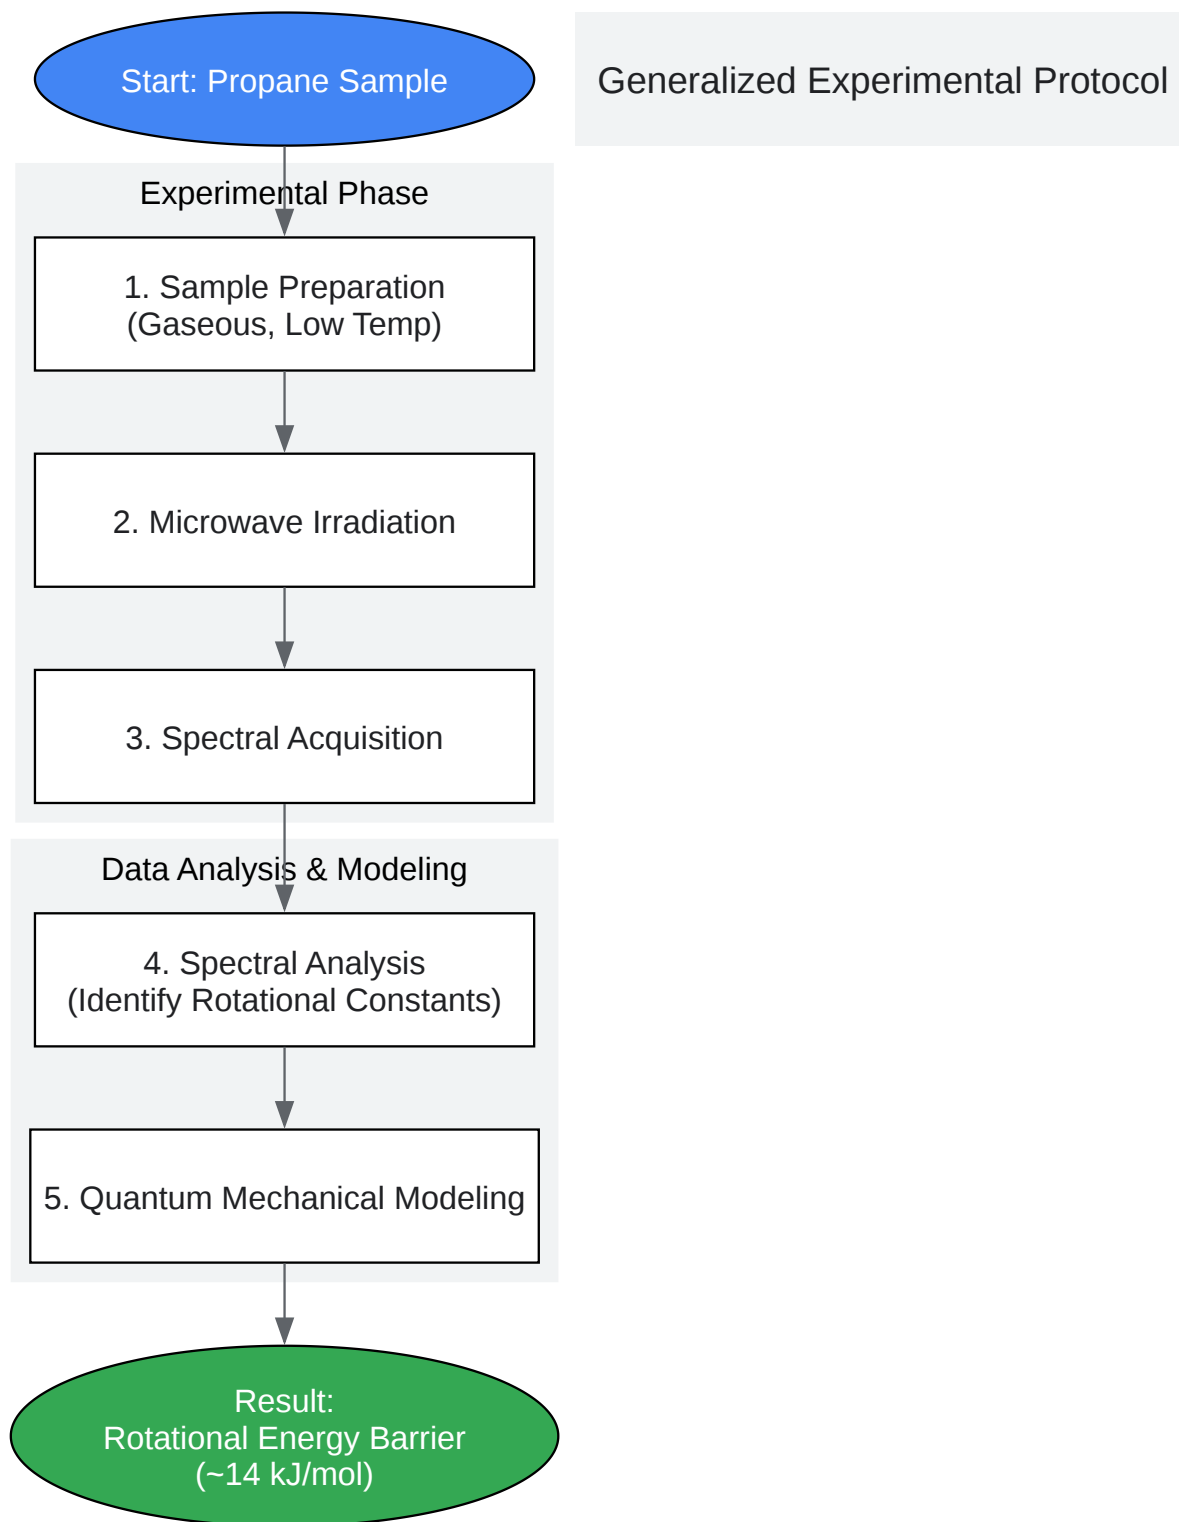 Start: Propane Sample
Generalized Experimental Protocol
Experimental Phase
1. Sample Preparation
(Gaseous, Low Temp)
2. Microwave Irradiation
3. Spectral Acquisition
Data Analysis & Modeling
4. Spectral Analysis
(Identify Rotational Constants)
5. Quantum Mechanical Modeling
Result:
Rotational Energy Barrier
(~14 kJ/mol)